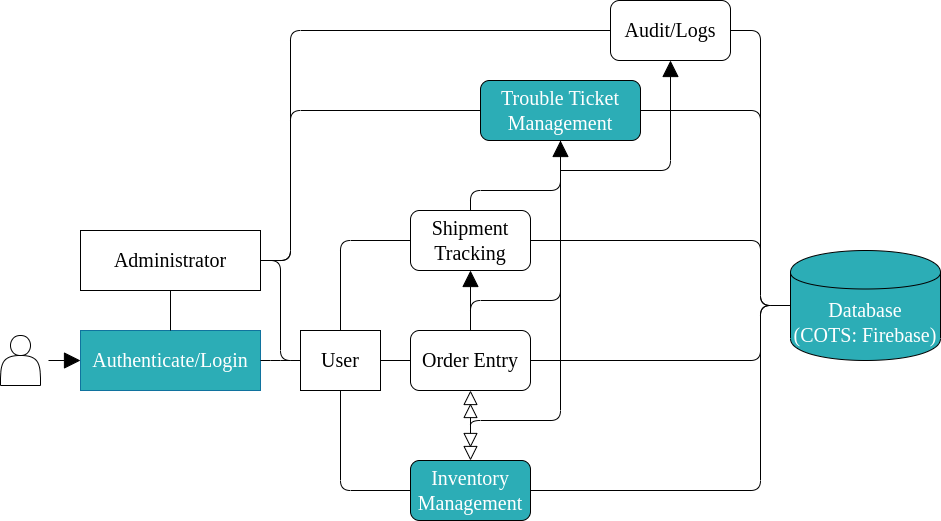 Audit/Logs
Trouble Ticket
Management
Shipment
Tracking
Administrator
Authenticate/Login
User
Order Entry
Database
(COTS: Firebase)
Inventory
Management